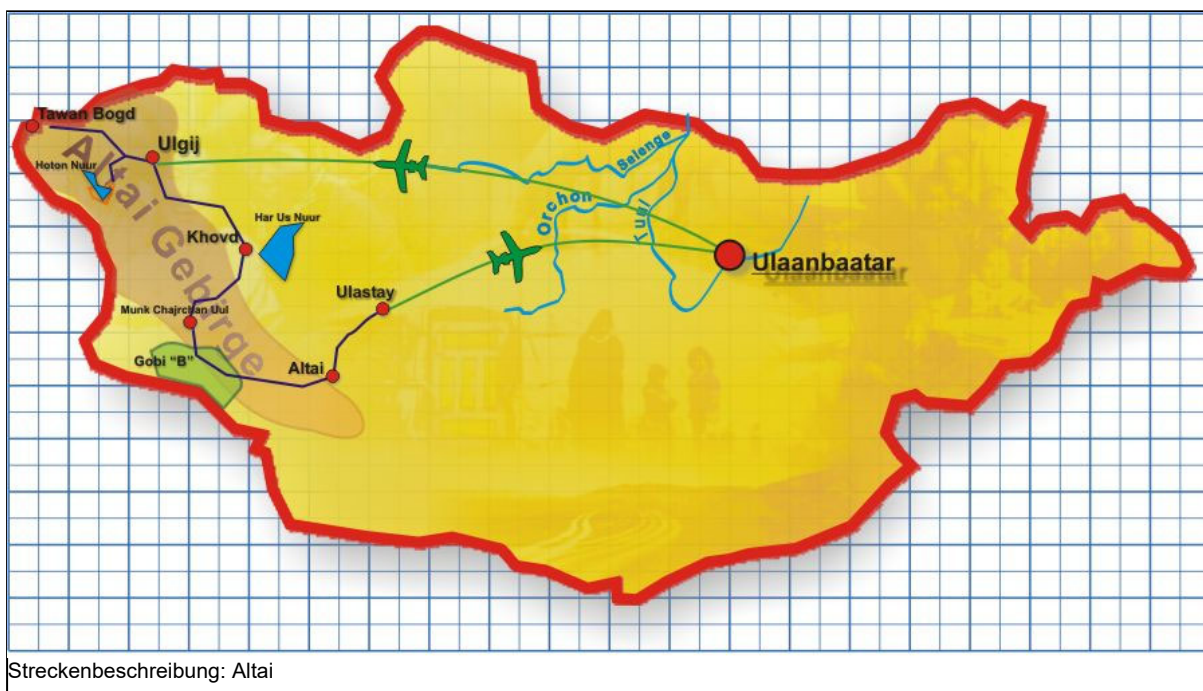 Tawan Bogd
Ulgij
Hoton Nuur
Altai Gebirge
Selenge
Orchon
Tuul
Har Us Nuur
Khovd
Ulaanbaatar
Ulastay
Munk Chajrchan Uul
Gobi "B"
Altai
Streckenbeschreibung: Altai